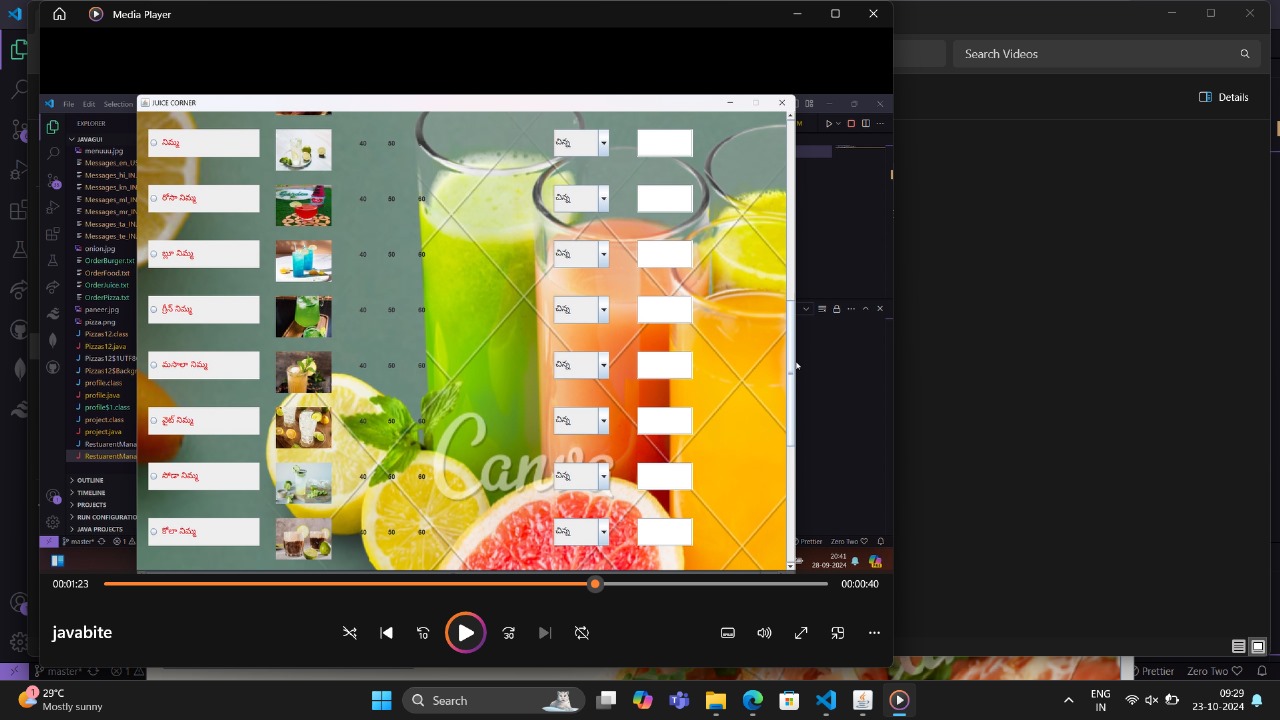 Media Player
Search Videos
Details
File Edit Selection
JUICE CORNER
EXPLORER
JAVAGUI
menuuu.jpg
Messages_en_US
Messages_hi_IN.
Messages_kn_IN.
Messages_ml_IN
Messages_mr_IN
Messages_ta_IN.
Messages_te_IN.
onion.jpg
OrderBurger.txt
OrderFood.txt
OrderJuice.txt
OrderPizza.txt
paneer.jpg
pizza.png
Pizzas12.class
Pizzas12.java
Pizzas12$1UTF8
Pizzas12$Backg
profile.class
profile.java
profile$1.class
project.class
project.java
RestuarentMana
RestuarentMana
OUTLINE
TIMELINE
PROJECTS
RUN CONFIGURATIO
JAVA PROJECTS
నిమ్మ 40 50 చిన్న
రోసా నిమ్మ 40 50 60 చిన్న
బ్లూ నిమ్మ 40 50 60 చిన్న
గ్రీన్ నిమ్మ 40 50 60 చిన్న
మసాలా నిమ్మ 40 50 60 చిన్న
వైట్ నిమ్మ 40 50 60 చిన్న
సోడా నిమ్మ 40 50 60 చిన్న
కోలా నిమ్మ 40 50 60 చిన్న
Canva
master* 1
Prettier Zero Two
20:41
28-09-2024
00:01:23
00:00:40
javabite
10
30
master* 1
Prettier Zero Two
1
29°C
Mostly sunny
Search
ENG
IN
09:29
23-10-2024